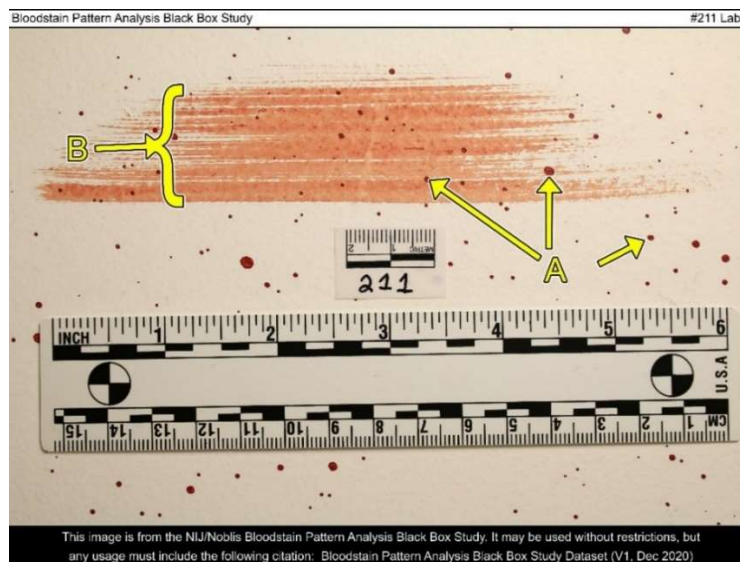 Bloodstain Pattern Analysis Black Box Study #211 Lab
B
A
2 1 METRIC
211
INCH 1 2 3 4 5 6
U.S.A
15 14 13 12 11 10 9 8 7 6 5 4 3 2 1 CM
This image is from the NIJ/Noblis Bloodstain Pattern Analysis Black Box Study. It may be used without restrictions, but
any usage must include the following citation: Bloodstain Pattern Analysis Black Box Study Dataset (V1, Dec 2020)